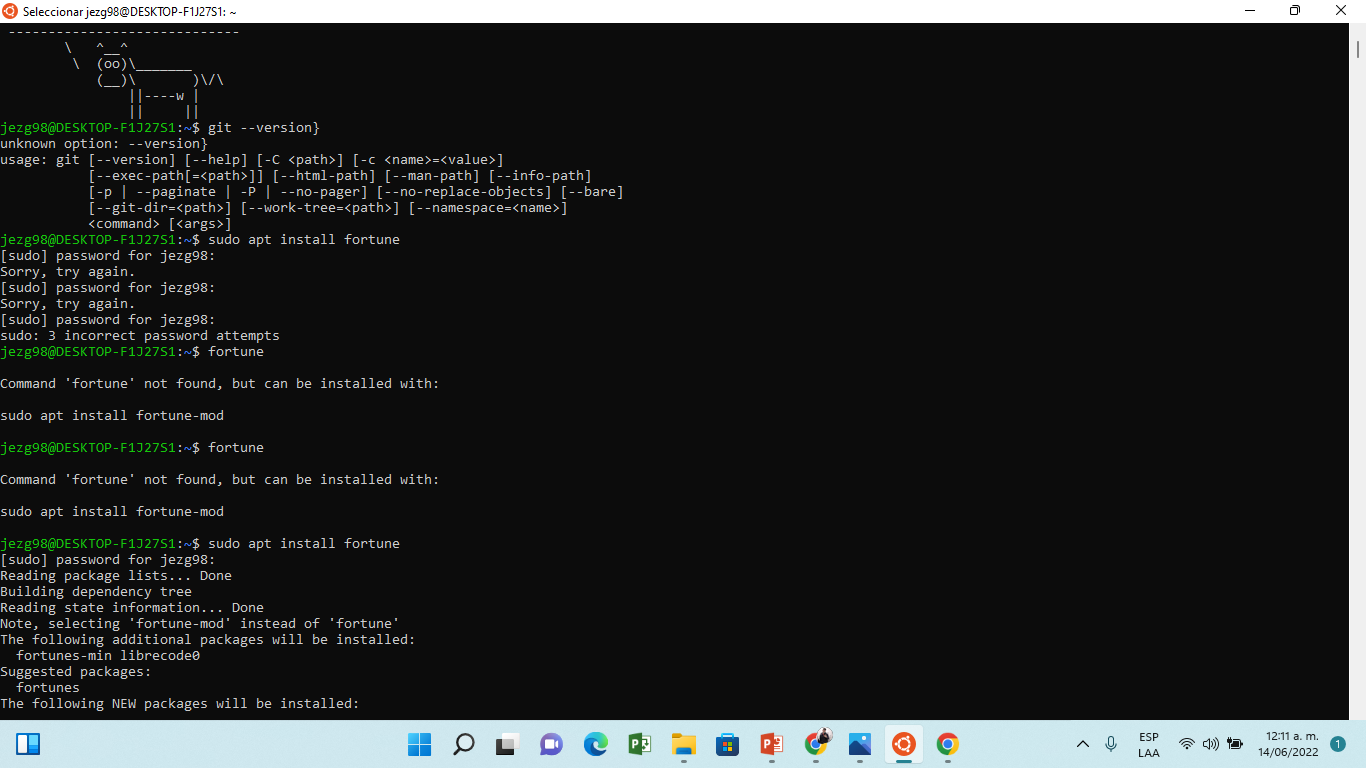 Seleccionar jezg98@DESKTOP-F1J27S1: ~
 -----------------------------
        \   ^__^
         \  (oo)\_______
            (__)\       )\/\
                ||----w |
                ||     ||
jezg98@DESKTOP-F1J27S1:~$ git --version}
unknown option: --version}
usage: git [--version] [--help] [-C <path>] [-c <name>=<value>]
           [--exec-path[=<path>]] [--html-path] [--man-path] [--info-path]
           [-p | --paginate | -P | --no-pager] [--no-replace-objects] [--bare]
           [--git-dir=<path>] [--work-tree=<path>] [--namespace=<name>]
           <command> [<args>]
jezg98@DESKTOP-F1J27S1:~$ sudo apt install fortune
[sudo] password for jezg98:
Sorry, try again.
[sudo] password for jezg98:
Sorry, try again.
[sudo] password for jezg98:
sudo: 3 incorrect password attempts
jezg98@DESKTOP-F1J27S1:~$ fortune
Command 'fortune' not found, but can be installed with:
sudo apt install fortune-mod
jezg98@DESKTOP-F1J27S1:~$ fortune
Command 'fortune' not found, but can be installed with:
sudo apt install fortune-mod
jezg98@DESKTOP-F1J27S1:~$ sudo apt install fortune
[sudo] password for jezg98:
Reading package lists... Done
Building dependency tree
Reading state information... Done
Note, selecting 'fortune-mod' instead of 'fortune'
The following additional packages will be installed:
  fortunes-min librecode0
Suggested packages:
  fortunes
The following NEW packages will be installed:
ESP
LAA
12:11 a. m.
14/06/2022
1